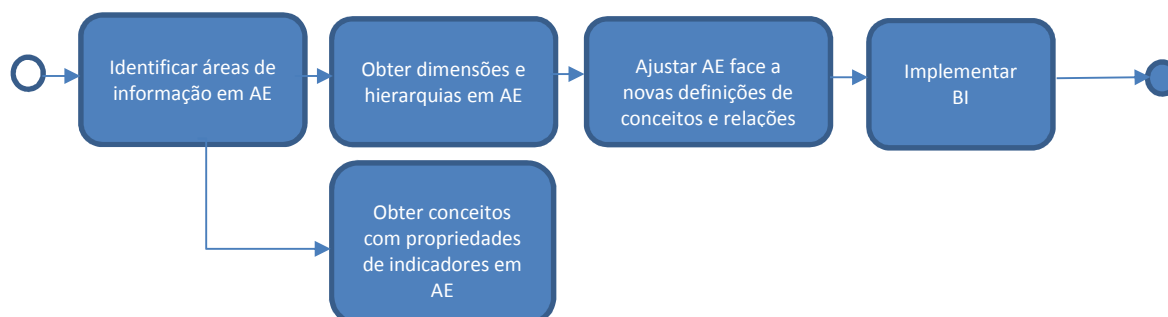 Identificar áreas de
informação em AE
Obter dimensões e
hierarquias em AE
Ajustar AE face a
novas definições de
conceitos e relações
Implementar
BI
Obter conceitos
com propriedades
de indicadores em
AE